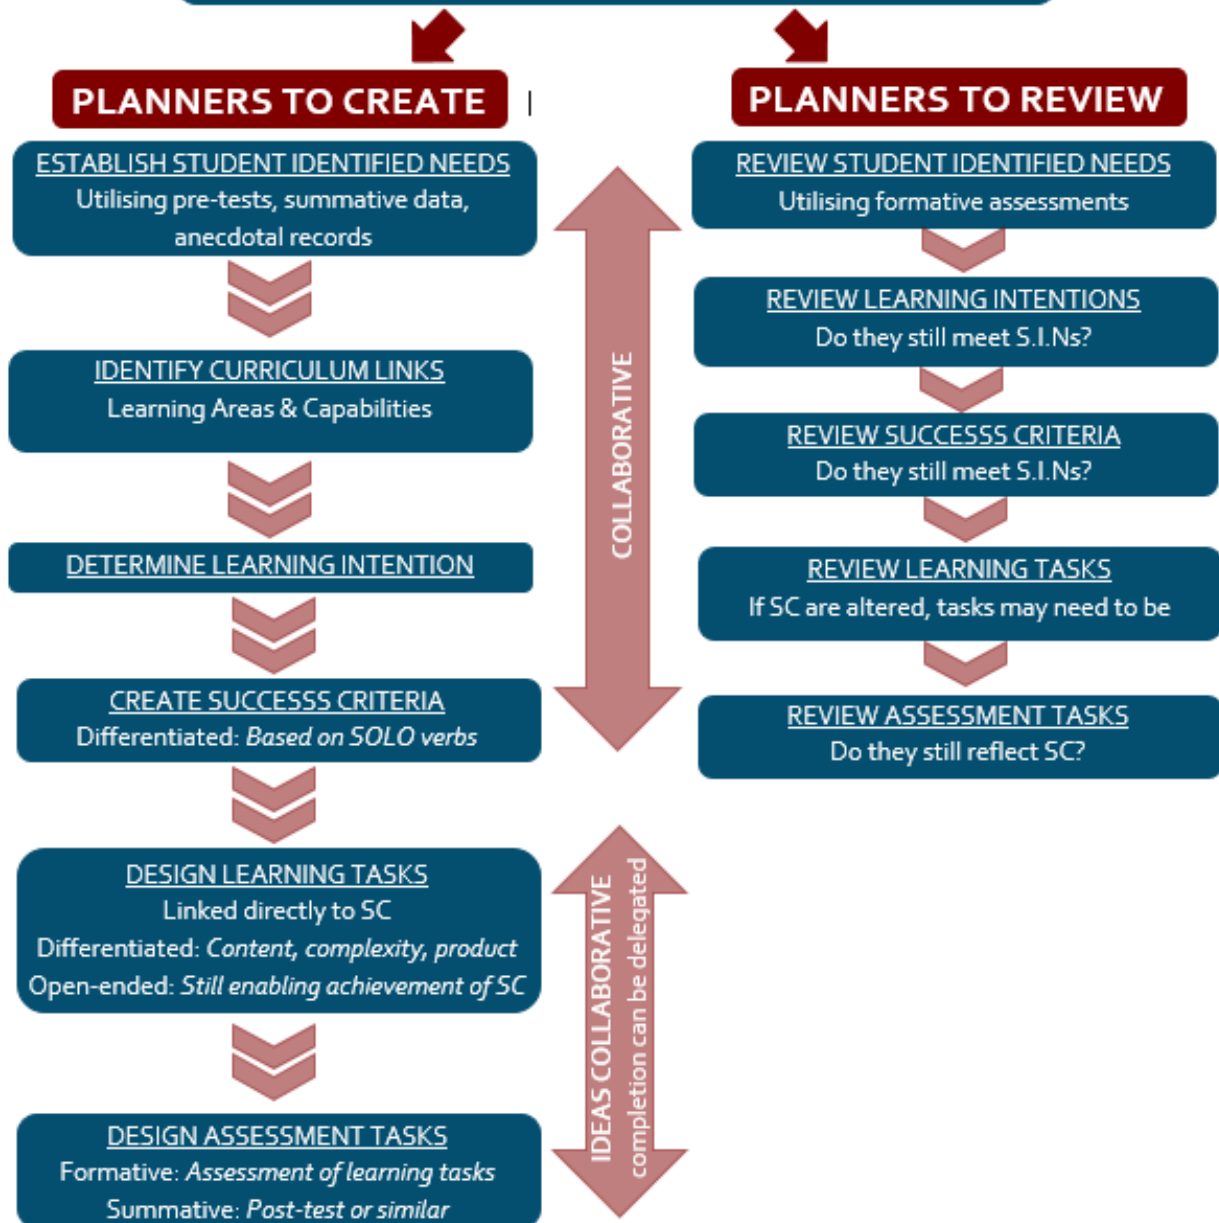 PLANNERS TO CREATE
ESTABLISH STUDENT IDENTIFIED NEEDS
Utilising pre-tests, summative data,
anecdotal records
IDENTIFY CURRICULUM LINKS
Learning Areas & Capabilities
DETERMINE LEARNING INTENTION
CREATE SUCCESSS CRITERIA
Differentiated: Based on SOLO verbs
DESIGN LEARNING TASKS
Linked directly to SC
Differentiated: Content, complexity, product
Open-ended: Still enabling achievement of SC
DESIGN ASSESSMENT TASKS
Formative: Assessment of learning tasks
Summative: Post-test or similar
COLLABORATIVE
IDEAS COLLABORATIVE
completion can be delegated
PLANNERS TO REVIEW
REVIEW STUDENT IDENTIFIED NEEDS
Utilising formative assessments
REVIEW LEARNING INTENTIONS
Do they still meet S.I.Ns?
REVIEW SUCCESSS CRITERIA
Do they still meet S.I.Ns?
REVIEW LEARNING TASKS
If SC are altered, tasks may need to be
REVIEW ASSESSMENT TASKS
Do they still reflect SC?